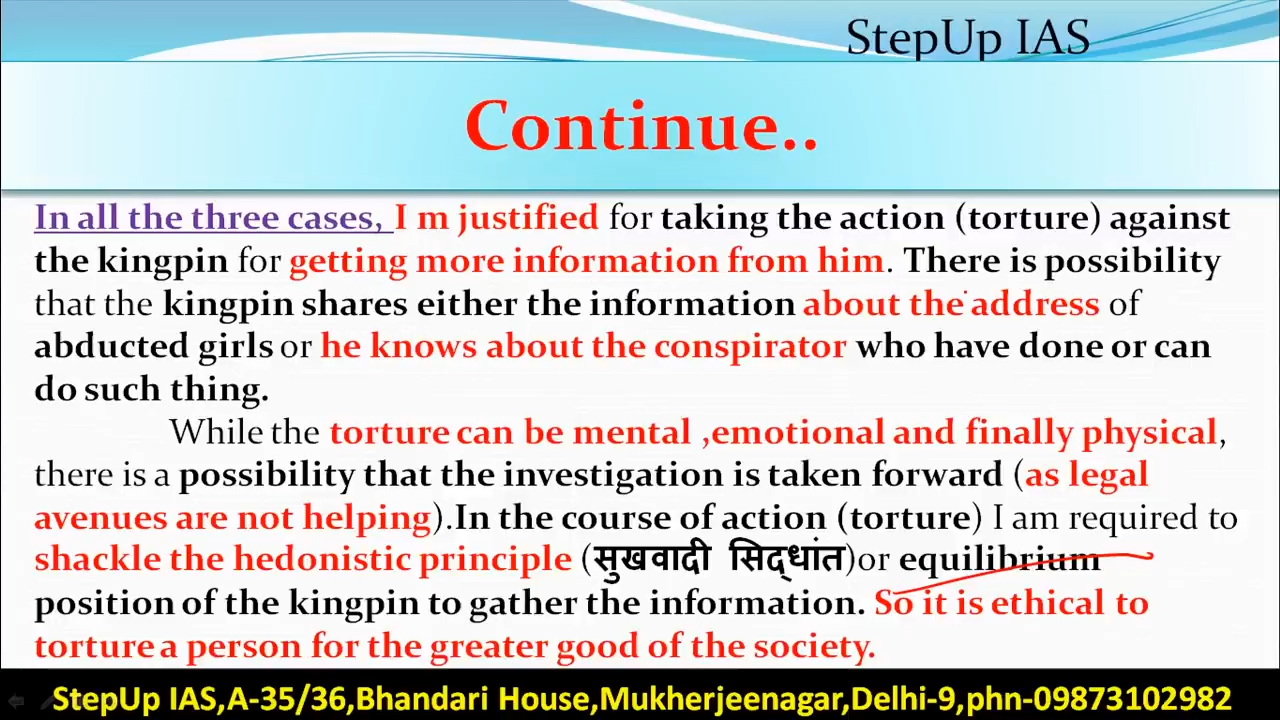 StepUp IAS
Continue..
In all the three cases, I m justified for taking the action (torture) against
the kingpin for getting more information from him. There is possibility
that the kingpin shares either the information about the address of
abducted girls or he knows about the conspirator who have done or can
do such thing.
While the torture can be mental ,emotional and finally physical,
there is a possibility that the investigation is taken forward (as legal
avenues are not helping).In the course of action (torture) I am required to
shackle the hedonistic principle (सुखवादी सिद्धांत)or equilibrium
position of the kingpin to gather the information. So it is ethical to
torture a person for the greater good of the society.
StepUp IAS,A-35/36,Bhandari House,Mukherjeenagar,Delhi-9,phn-09873102982